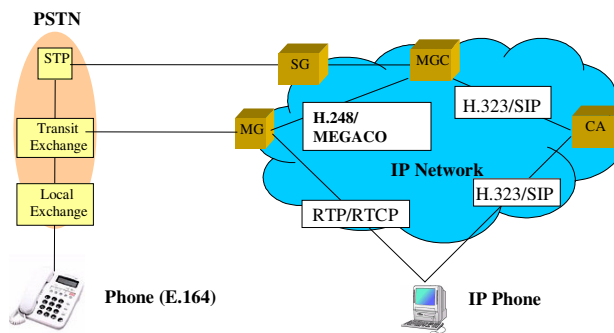 PSTN
STP
SG
MGC
H.248/
MEGACO
H.323/SIP
Transit
Exchange
MG
CA
IP Network
Local
Exchange
H.323/SIP
RTP/RTCP
Phone (E.164)
IP Phone